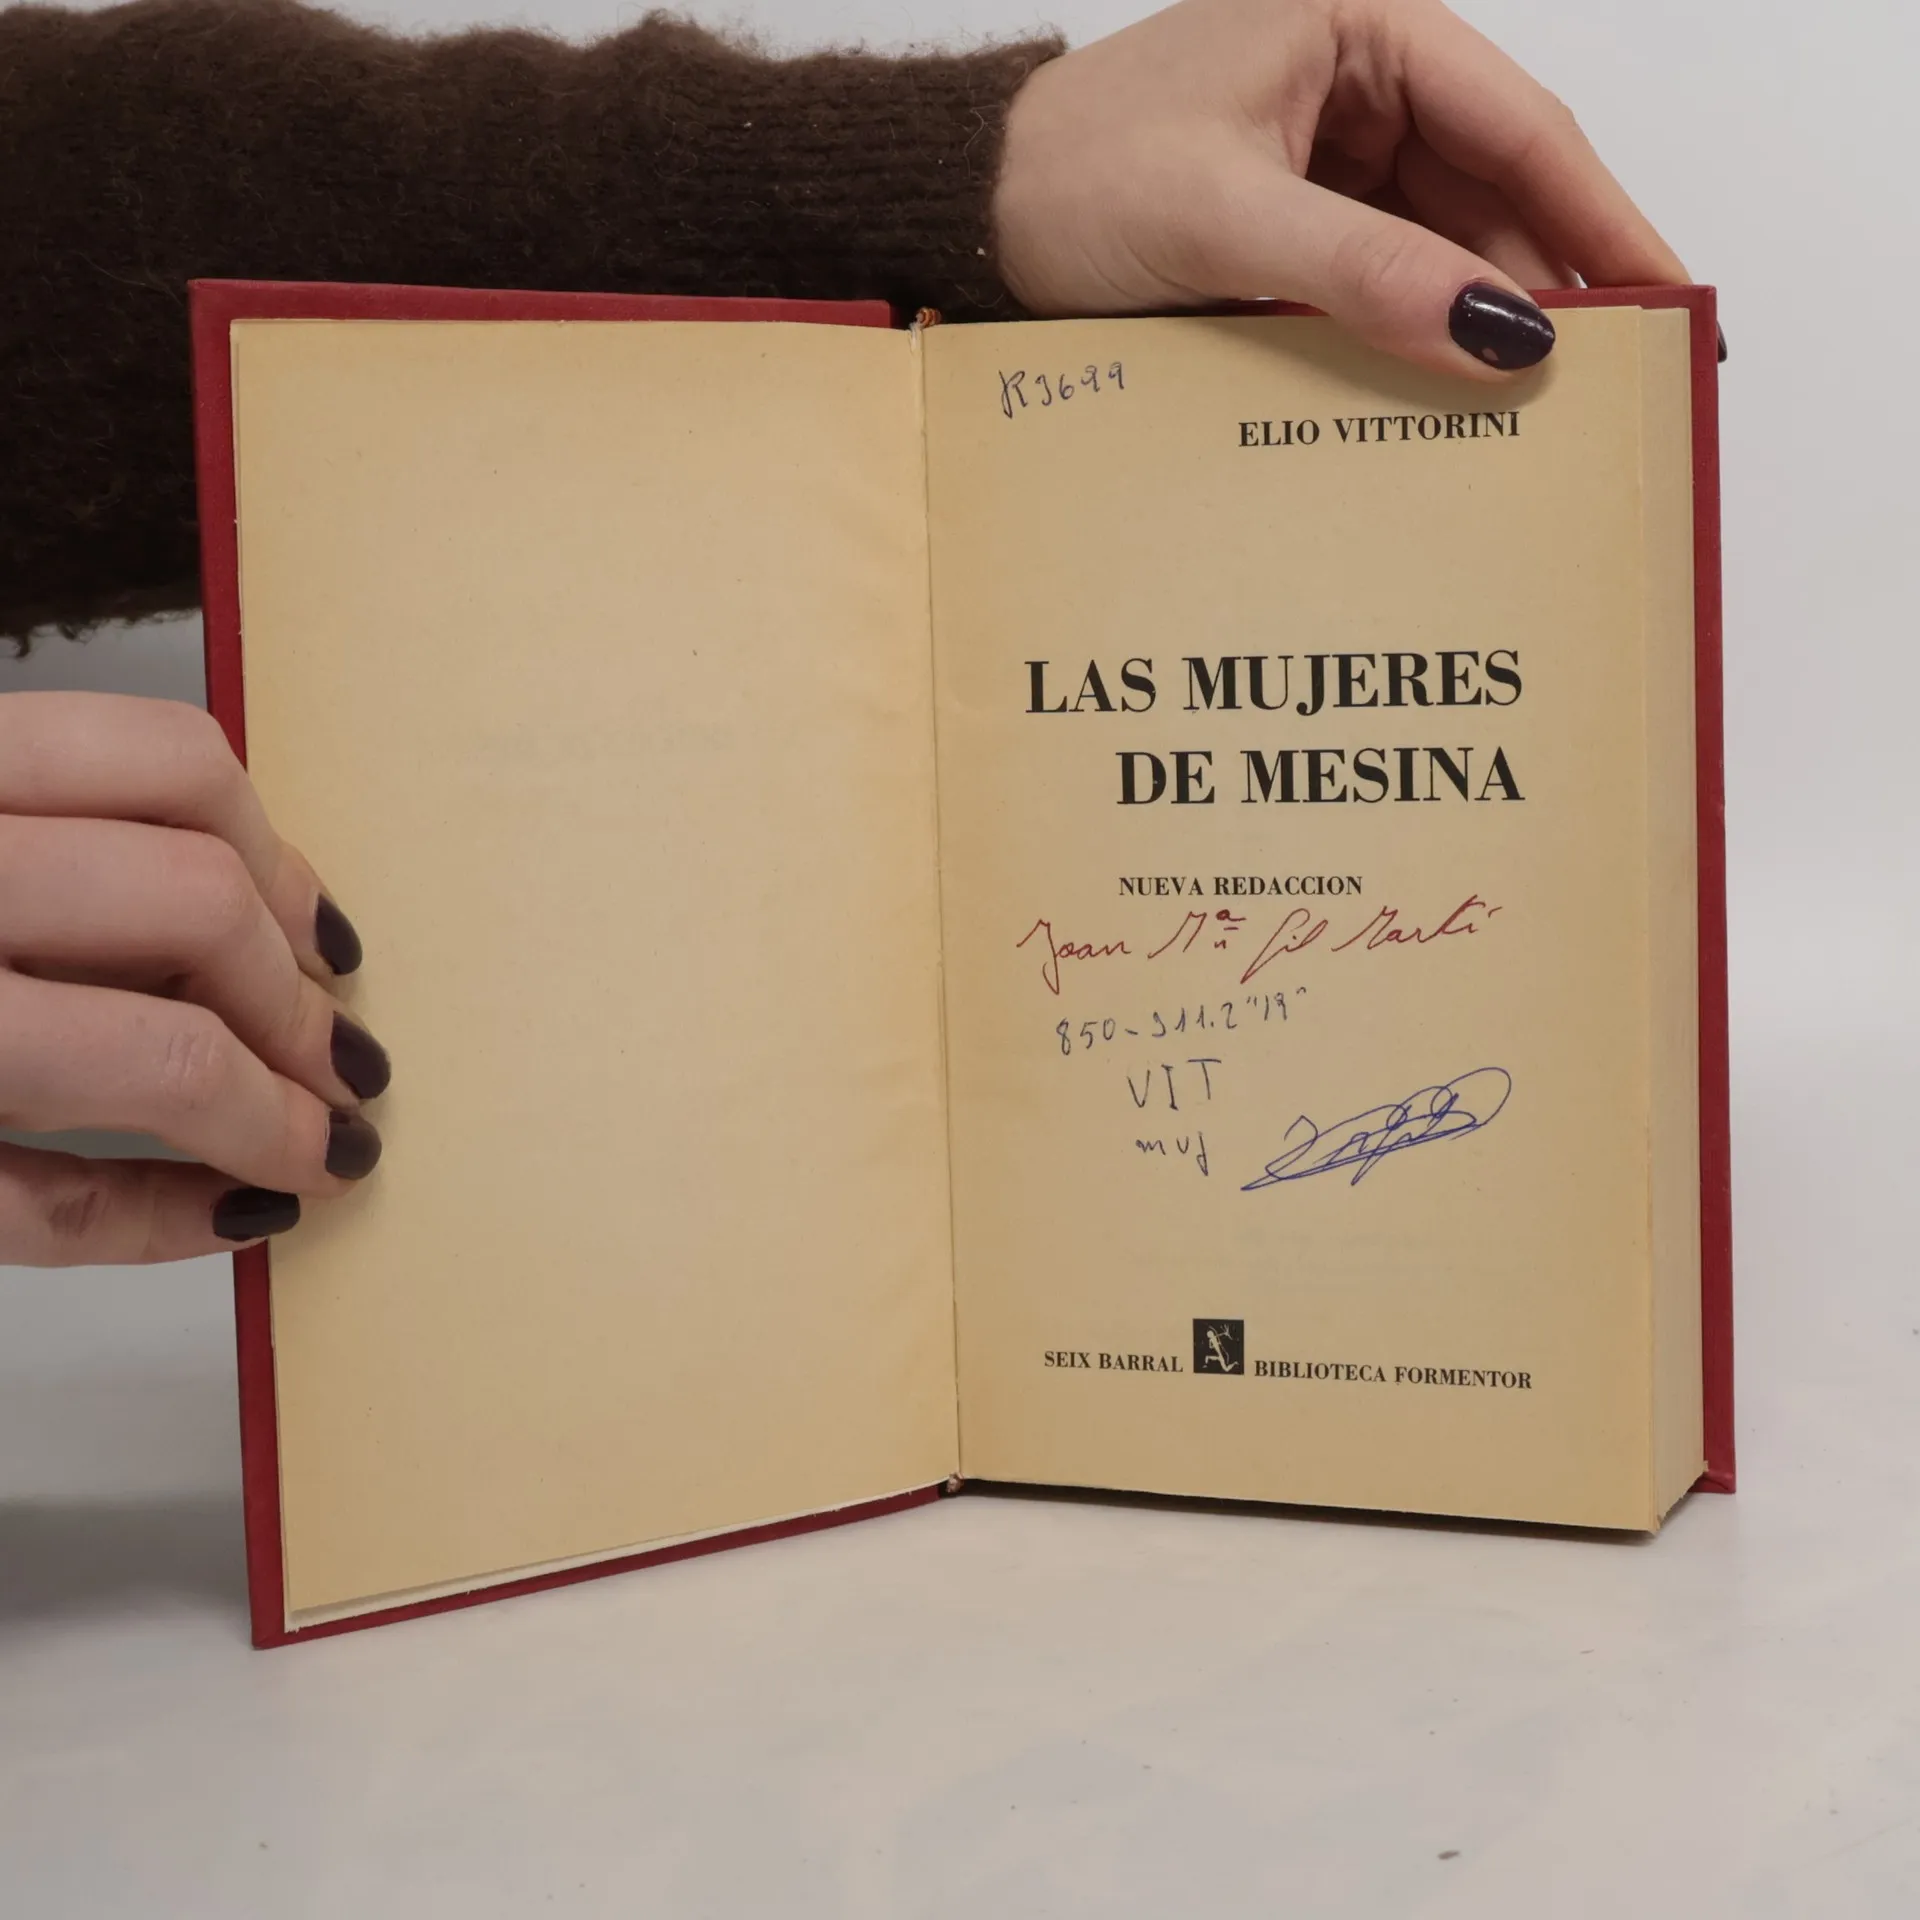 R3699
ELIO VITTORINI
LAS MUJERES
DE MESINA
NUEVA REDACCION
Joan Mª Gil Martí
850-311.2"19"
VIT
muj
SEIX BARRAL BIBLIOTECA FORMENTOR